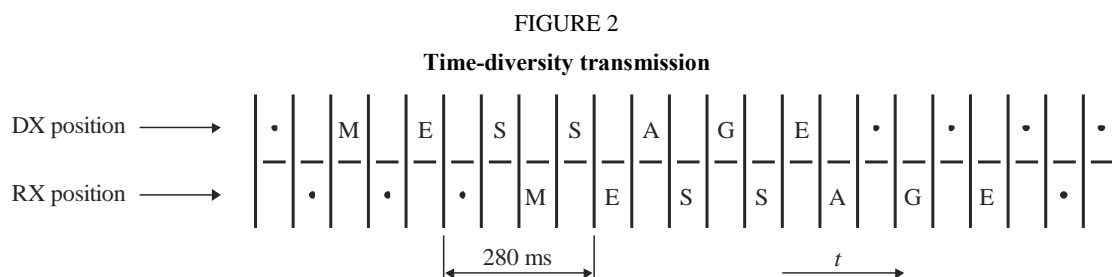 FIGURE 2
Time-diversity transmission
DX position • M E S S A G E • • • •
RX position • • • M E S S A G E •
280 ms t